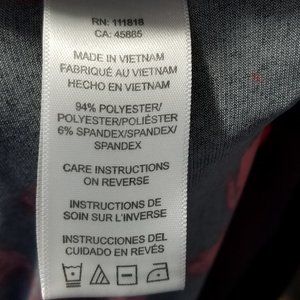 RN: 111818
CA: 45885
MADE IN VIETNAM
FABRIQUÉ AU VIETNAM
HECHO EN VIETNAM
94% POLYESTER/
POLYESTER/POLIÉSTER
6% SPANDEX/SPANDEX/
SPANDEX
CARE INSTRUCTIONS
ON REVERSE
INSTRUCTIONS DE
SOIN SUR L'INVERSE
INSTRUCCIONES DEL
CUIDADO EN REVÉS